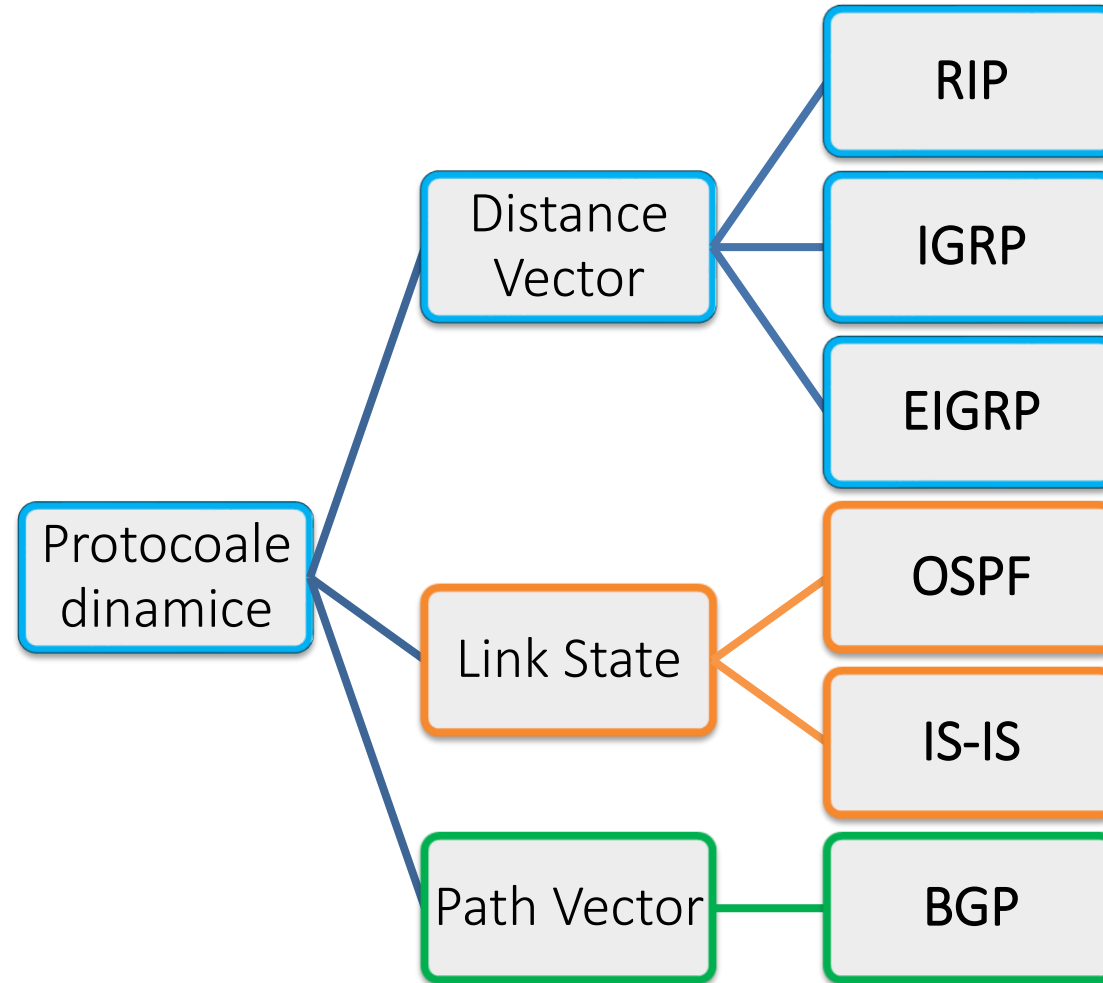 Protocoale
dinamice
Distance
Vector
RIP
IGRP
EIGRP
Link State
OSPF
IS-IS
Path Vector
BGP